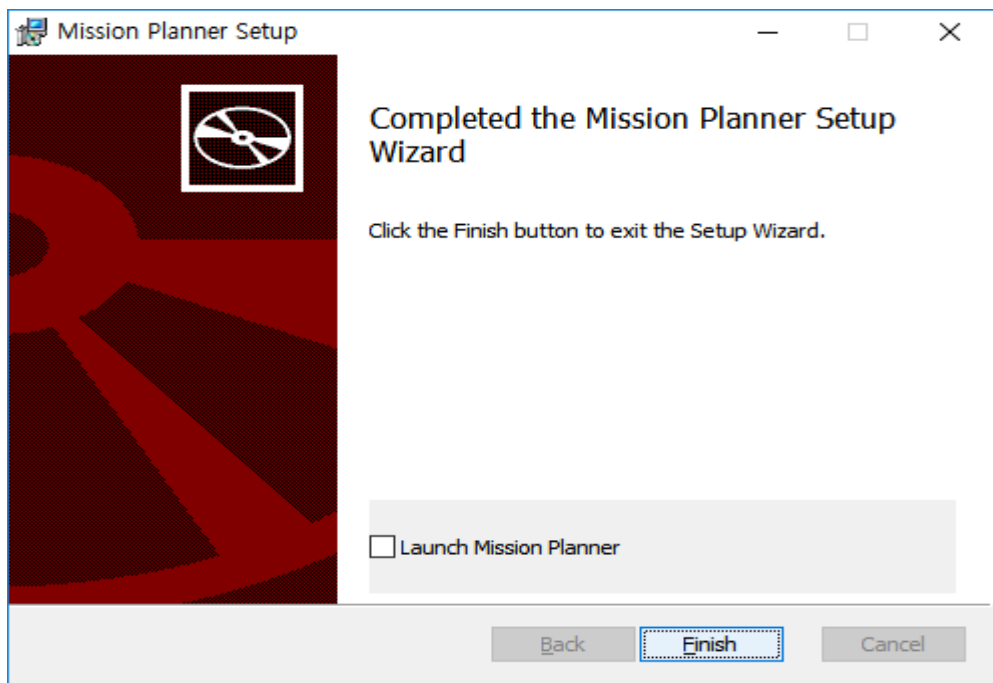 Mission Planner Setup
Completed the Mission Planner Setup
Wizard
Click the Finish button to exit the Setup Wizard.
Launch Mission Planner
Back
Finish
Cancel